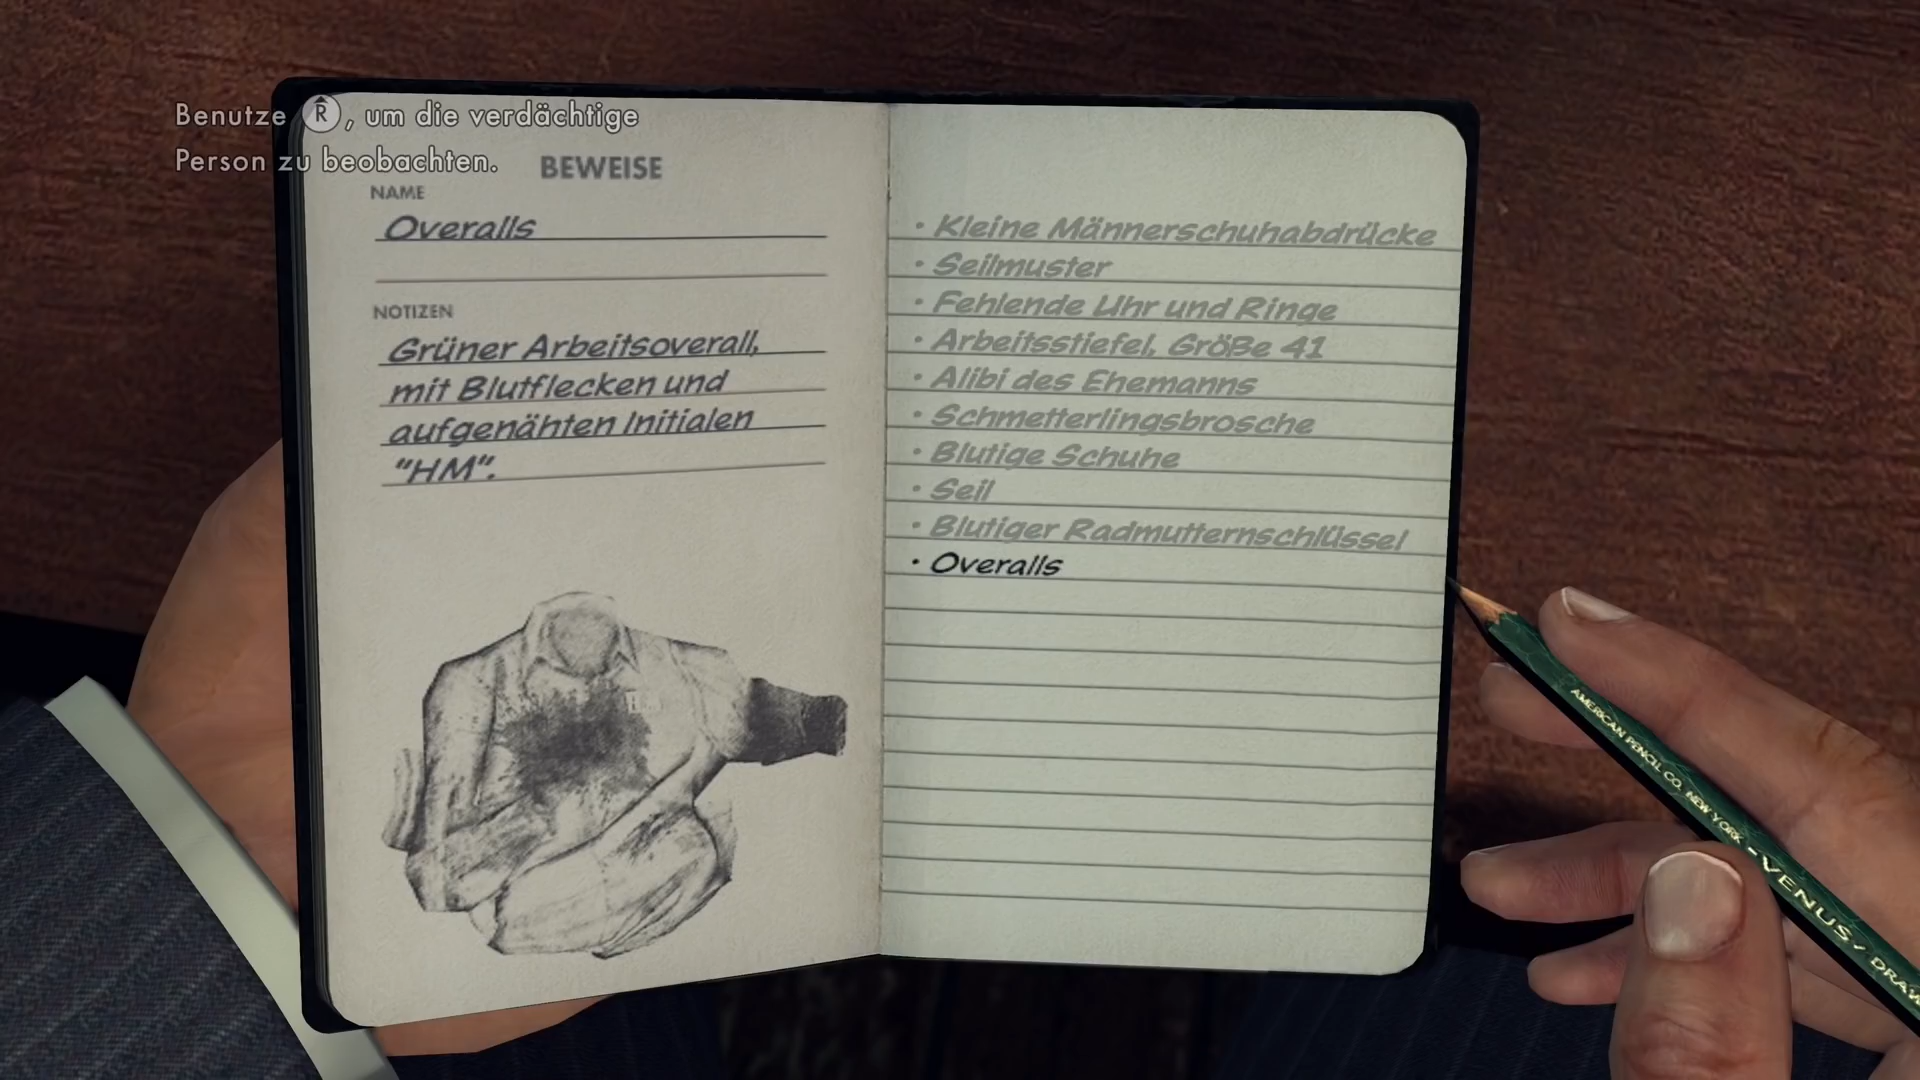 Benutze R, um die verdächtige
Person zu beobachten.
BEWEISE
NAME
Overalls
NOTIZEN
Grüner Arbeitsoverall,
mit Blutflecken und
aufgenähten Initialen
"HM".
• Kleine Männerschuhabdrücke
• Seilmuster
• Fehlende Uhr und Ringe
• Arbeitsstiefel, Größe 41
• Alibi des Ehemanns
• Schmetterlingsbrosche
• Blutige Schuhe
• Seil
• Blutiger Radmutternschlüssel
• Overalls
AMERICAN PENCIL CO. NEW YORK - VENUS